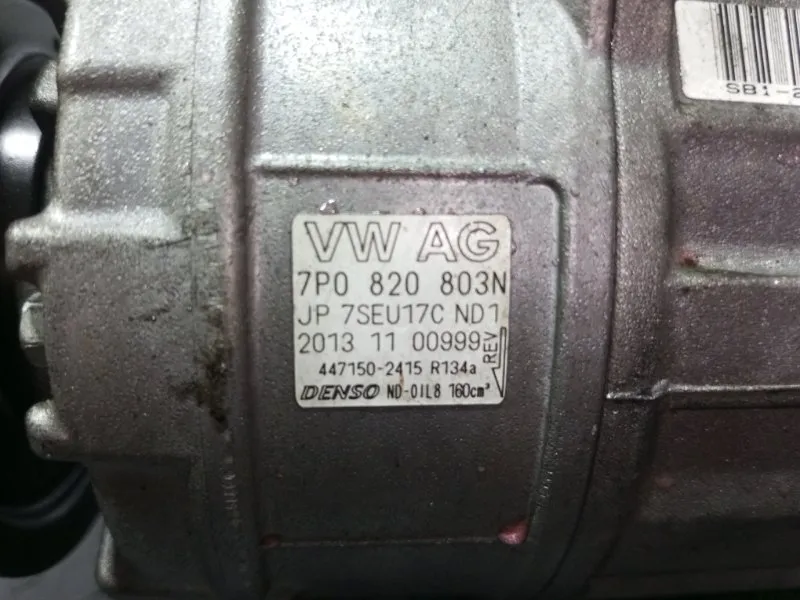 VW AG
7P0 820 803N
JP 7SEU17C ND1
2013 11 00999
REV
447150-2415 R134a
DENSO ND-OIL8 160cm³